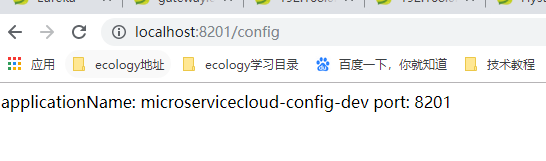 localhost:8201/config
应用 ecology地址 ecology学习目录 百度一下，你就知道 技术教程
applicationName: microservicecloud-config-dev port: 8201